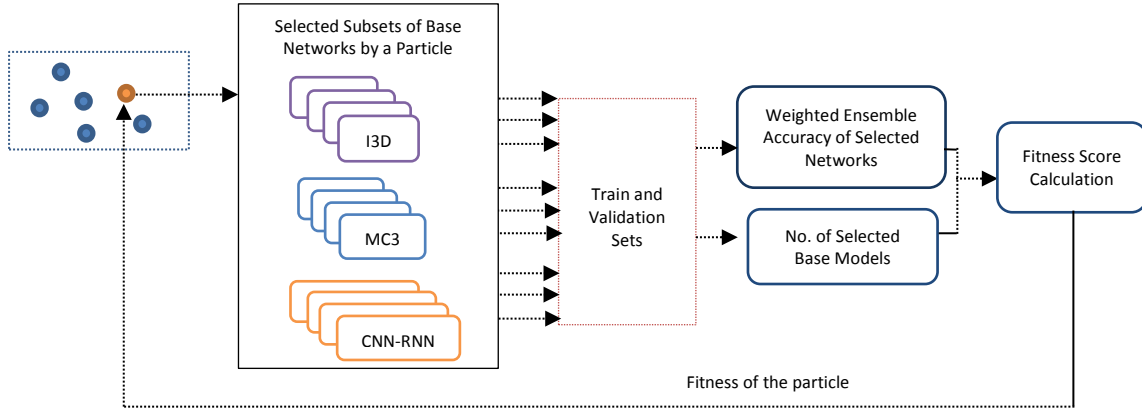 Selected Subsets of Base
Networks by a Particle
I3D
MC3
CNN-RNN
Train and
Validation
Sets
Weighted Ensemble
Accuracy of Selected
Networks
No. of Selected
Base Models
Fitness Score
Calculation
Fitness of the particle